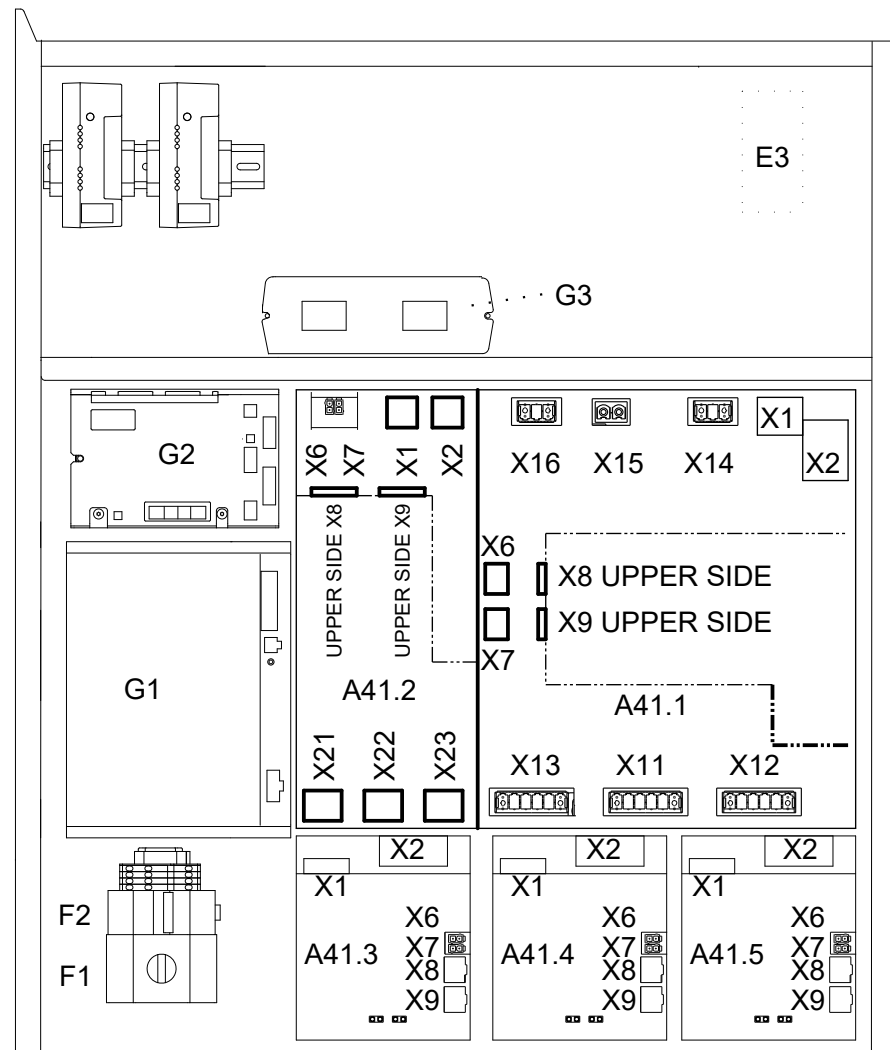 E3
G3
G2
X6
X7
X1
X2
X16
X15
X14
X1
X2
UPPER SIDE X8
UPPER SIDE X9
X6
X8 UPPER SIDE
X9 UPPER SIDE
X7
G1
A41.2
A41.1
X21
X22
X23
X13
X11
X12
X2
X1
X6
X7
A41.3
X8
X9
X2
X1
X6
X7
A41.4
X8
X9
X2
X1
X6
X7
A41.5
X8
X9
F2
F1